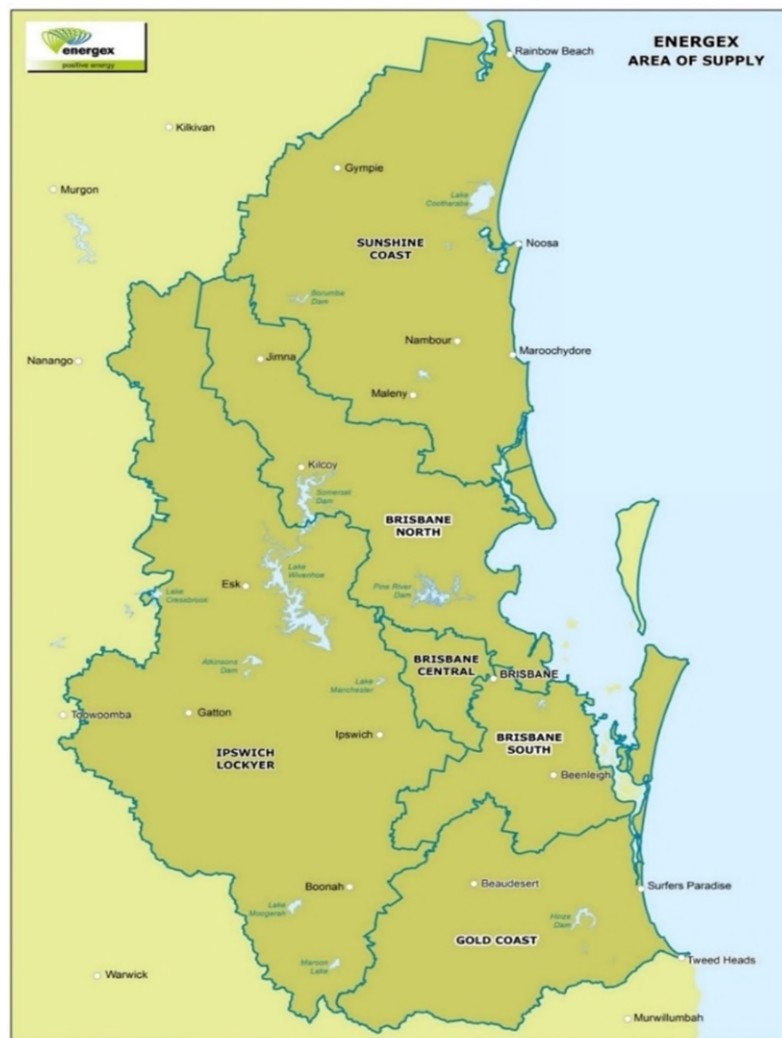 energex
positive energy
ENERGEX
AREA OF SUPPLY
Rainbow Beach
Kilkivan
Gympie
Murgon
Lake
Cootharaba
SUNSHINE
COAST
Noosa
Borumba
Dam
Nambour
Maroochydore
Jimna
Nanango
Maleny
Kilcoy
Somerset
Dam
BRISBANE
NORTH
Lake
Wivenhoe
Esk
Lake
Cressbrook
Pine River
Dam
BRISBANE
CENTRAL
Atkinsons
Dam
Lake
Manchester
BRISBANE
Toowoomba
Gatton
Ipswich
BRISBANE
SOUTH
IPSWICH
LOCKYER
Beenleigh
Boonah
Beaudesert
Surfers Paradise
Lake
Moogerah
Hinze
Dam
GOLD COAST
Maroon
Lake
Tweed Heads
Warwick
Murwillumbah